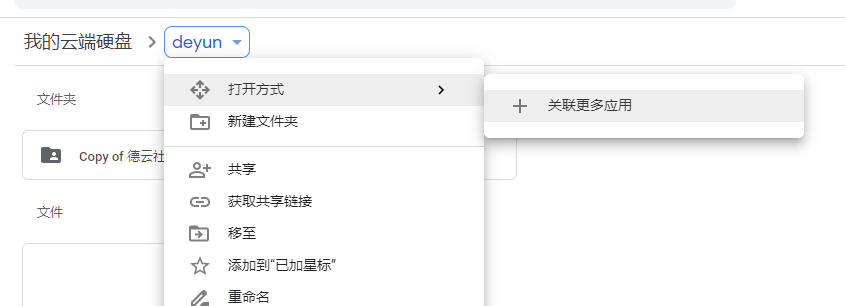 我的云端硬盘 > deyun
打开方式
关联更多应用
文件夹
新建文件夹
Copy of 德云社
共享
获取共享链接
文件
移至
添加到“已加星标”
重命名